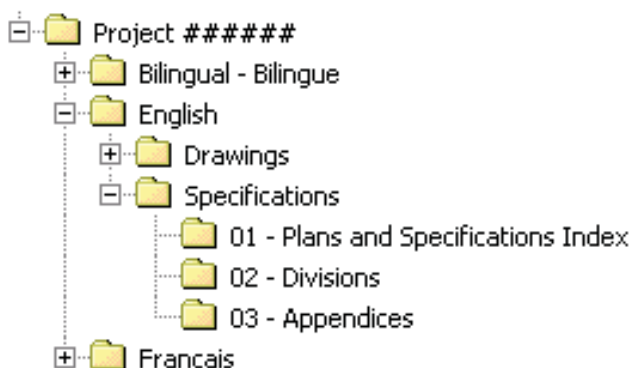 Project ######
Bilingual - Bilingue
English
Drawings
Specifications
01 - Plans and Specifications Index
02 - Divisions
03 - Appendices
Francais